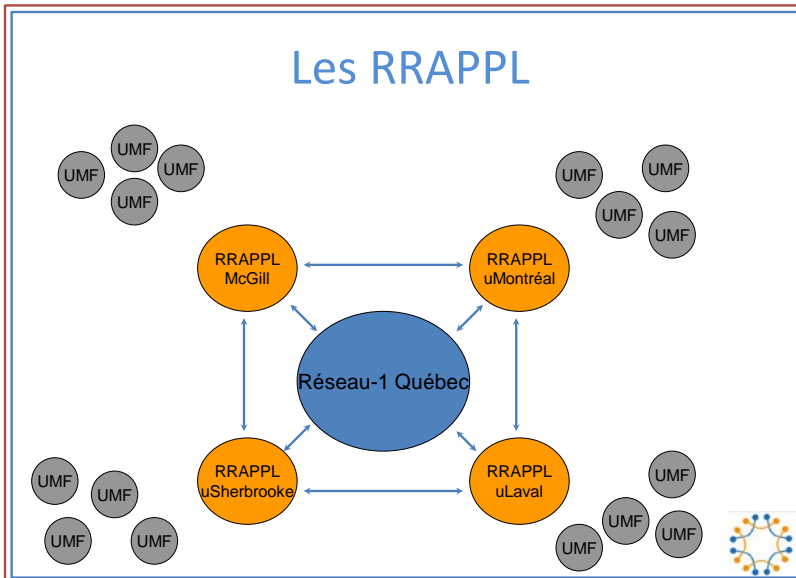 Les RRAPPL
UMF
UMF
UMF
UMF
UMF
UMF
UMF
UMF
RRAPPL
McGill
RRAPPL
uMontréal
Réseau-1 Québec
RRAPPL
uSherbrooke
RRAPPL
uLaval
UMF
UMF
UMF
UMF
UMF
UMF
UMF
UMF